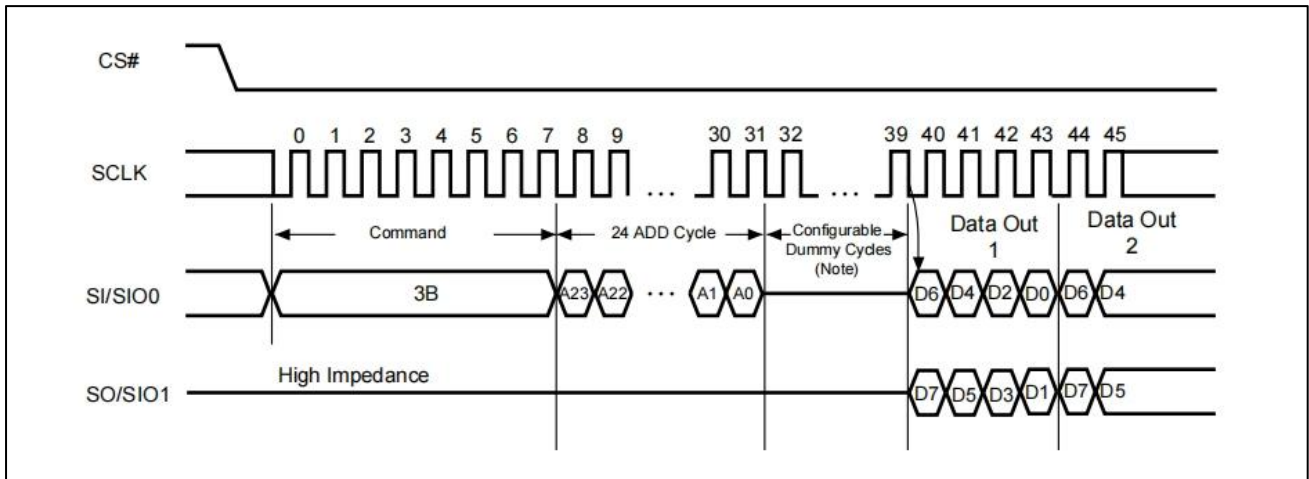 CS#
0 1 2 3 4 5 6 7 8 9 30 31 32 39 40 41 42 43 44 45
SCLK
... ...
Command 24 ADD Cycle Configurable Dummy Cycles (Note) Data Out 1 Data Out 2
SI/SIO0 3B A23 A22 ... A1 A0 D6 D4 D2 D0 D6 D4
High Impedance
SO/SIO1 D7 D5 D3 D1 D7 D5